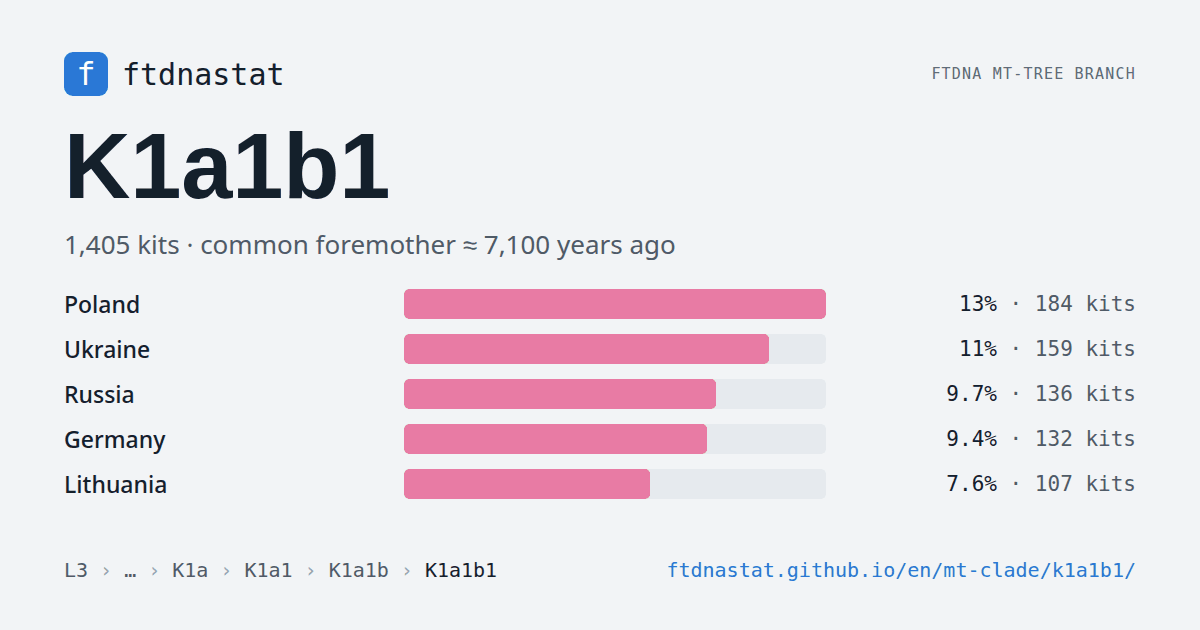 f ftdnastat
FTDNA MT-TREE BRANCH
K1a1b1
1,405 kits · common foremother ≈ 7,100 years ago
Poland 13% · 184 kits
Ukraine 11% · 159 kits
Russia 9.7% · 136 kits
Germany 9.4% · 132 kits
Lithuania 7.6% · 107 kits
L3 › … › K1a › K1a1 › K1a1b › K1a1b1
ftdnastat.github.io/en/mt-clade/k1a1b1/